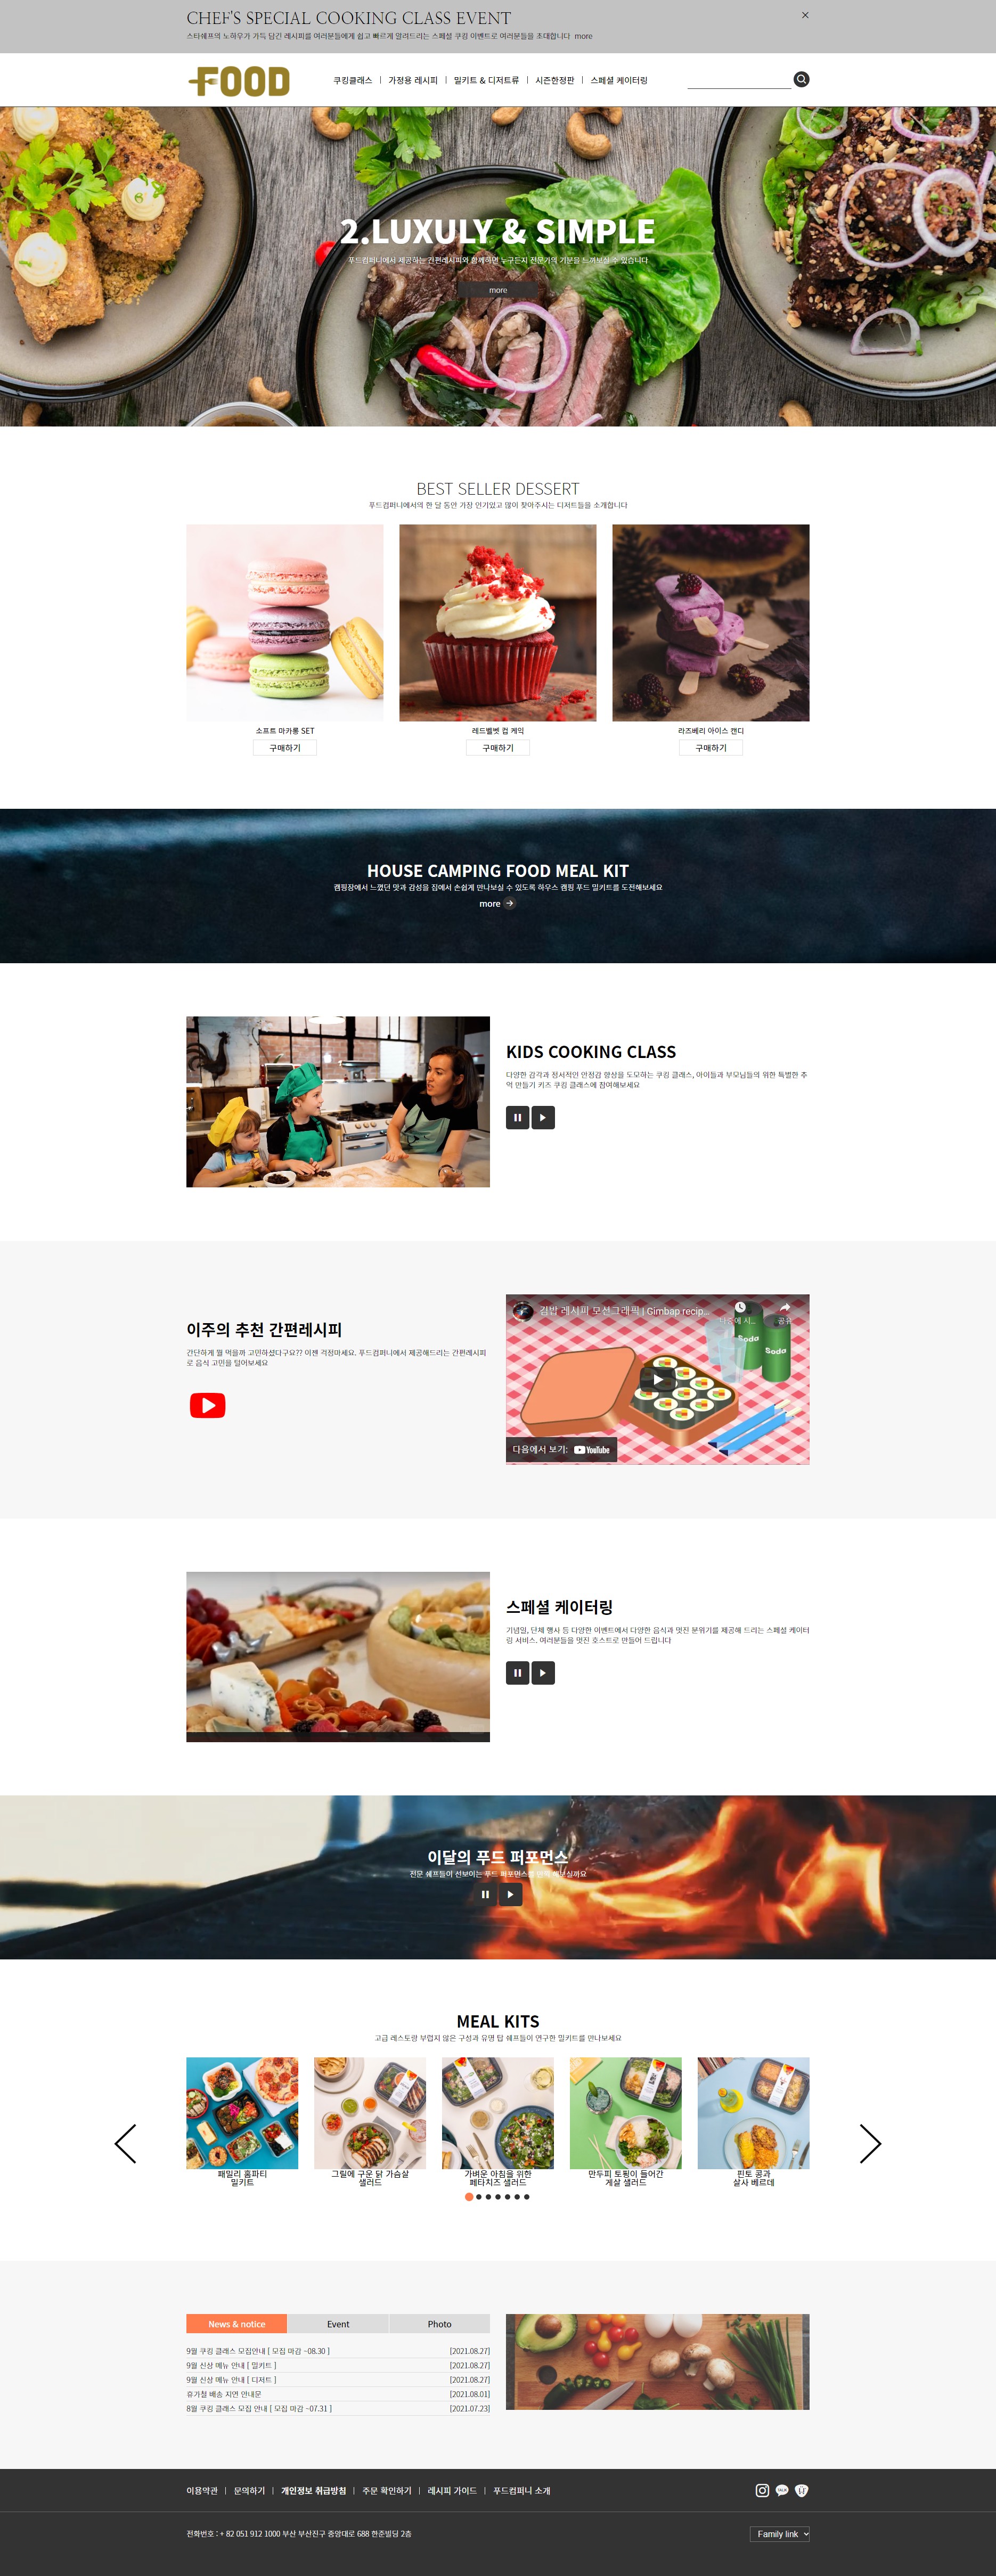 CHEF'S SPECIAL COOKING CLASS EVENT
스타쉐프의 노하우가 가득 담긴 레시피를 여러분들에게 쉽고 빠르게 알려드리는 스페셜 쿠킹 이벤트로 여러분들을 초대합니다 more
FOOD
쿠킹클래스 | 가정용 레시피 | 밀키트 & 디저트류 | 시즌한정판 | 스페셜 케이터링
2.LUXULY & SIMPLE
푸드컴퍼니에서 제공하는 간편레시피와 함께하면 누구든지 전문가의 기분을 느껴보실 수 있습니다
more
BEST SELLER DESSERT
푸드컴퍼니에서의 한 달 동안 가장 인기있고 많이 찾아주시는 디저트들을 소개합니다
소프트 마카롱 SET
레드벨벳 컵 케익
라즈베리 아이스 캔디
구매하기
구매하기
구매하기
HOUSE CAMPING FOOD MEAL KIT
캠핑장에서 느꼈던 맛과 감성을 집에서 손쉽게 만나보실 수 있도록 하우스 캠핑 푸드 밀키트를 도전해보세요
more
KIDS COOKING CLASS
다양한 감각과 정서적인 안정감 향상을 도모하는 쿠킹 클래스, 아이들과 부모님들의 위한 특별한 추
억 만들기 키즈 쿠킹 클래스에 참여해보세요
이주의 추천 간편레시피
간단하게 뭘 먹을까 고민하셨다구요?? 이젠 걱정마세요. 푸드컴퍼니에서 제공해드리는 간편레시피
로 음식 고민을 덜어보세요
김밥 레시피 모션그래픽 | Gimbap recip...
나중에 시...
공유
Soda
Soda
다음에서 보기: YouTube
스페셜 케이터링
기념일, 단체 행사 등 다양한 이벤트에서 다양한 음식과 멋진 분위기를 제공해 드리는 스페셜 케이터
링 서비스. 여러분들을 멋진 호스트로 만들어 드립니다
이달의 푸드 퍼포먼스
전문 쉐프들이 선보이는 푸드 퍼포먼스를
MEAL KITS
고급 레스토랑 부럽지 않은 구성과 유명 탑 쉐프들이 연구한 밀키트를 만나보세요
패밀리 홈파티
밀키트
그릴에 구운 닭 가슴살
샐러드
가벼운 아침을 위한
페타치즈 샐러드
만두피 토핑이 들어간
게살 샐러드
핀토 콩과
살사 베르데
News & notice
Event
Photo
9월 쿠킹 클래스 모집안내 [ 모집 마감 ~08.30 ] [2021.08.27]
9월 신상 메뉴 안내 [ 밀키트 ] [2021.08.27]
9월 신상 메뉴 안내 [ 디저트 ] [2021.08.27]
휴가철 배송 지연 안내문 [2021.08.01]
8월 쿠킹 클래스 모집 안내 [ 모집 마감 ~07.31 ] [2021.07.23]
이용약관 | 문의하기 | 개인정보 취급방침 | 주문 확인하기 | 레시피 가이드 | 푸드컴퍼니 소개
전화번호 : + 82 051 912 1000 부산 부산진구 중앙대로 688 한준빌딩 2층
Family link